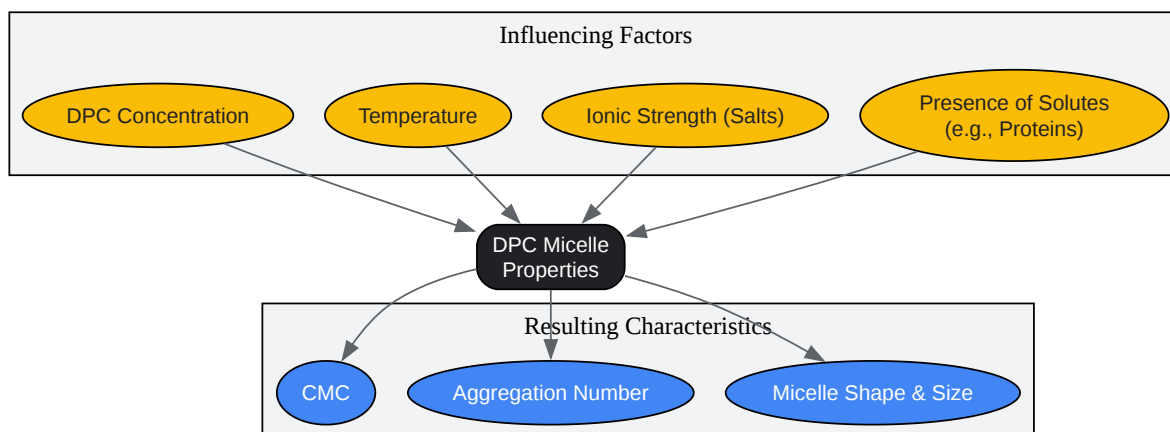 Influencing Factors
DPC Concentration
Temperature
Ionic Strength (Salts)
Presence of Solutes
(e.g., Proteins)
DPC Micelle
Properties
Resulting Characteristics
CMC
Aggregation Number
Micelle Shape & Size